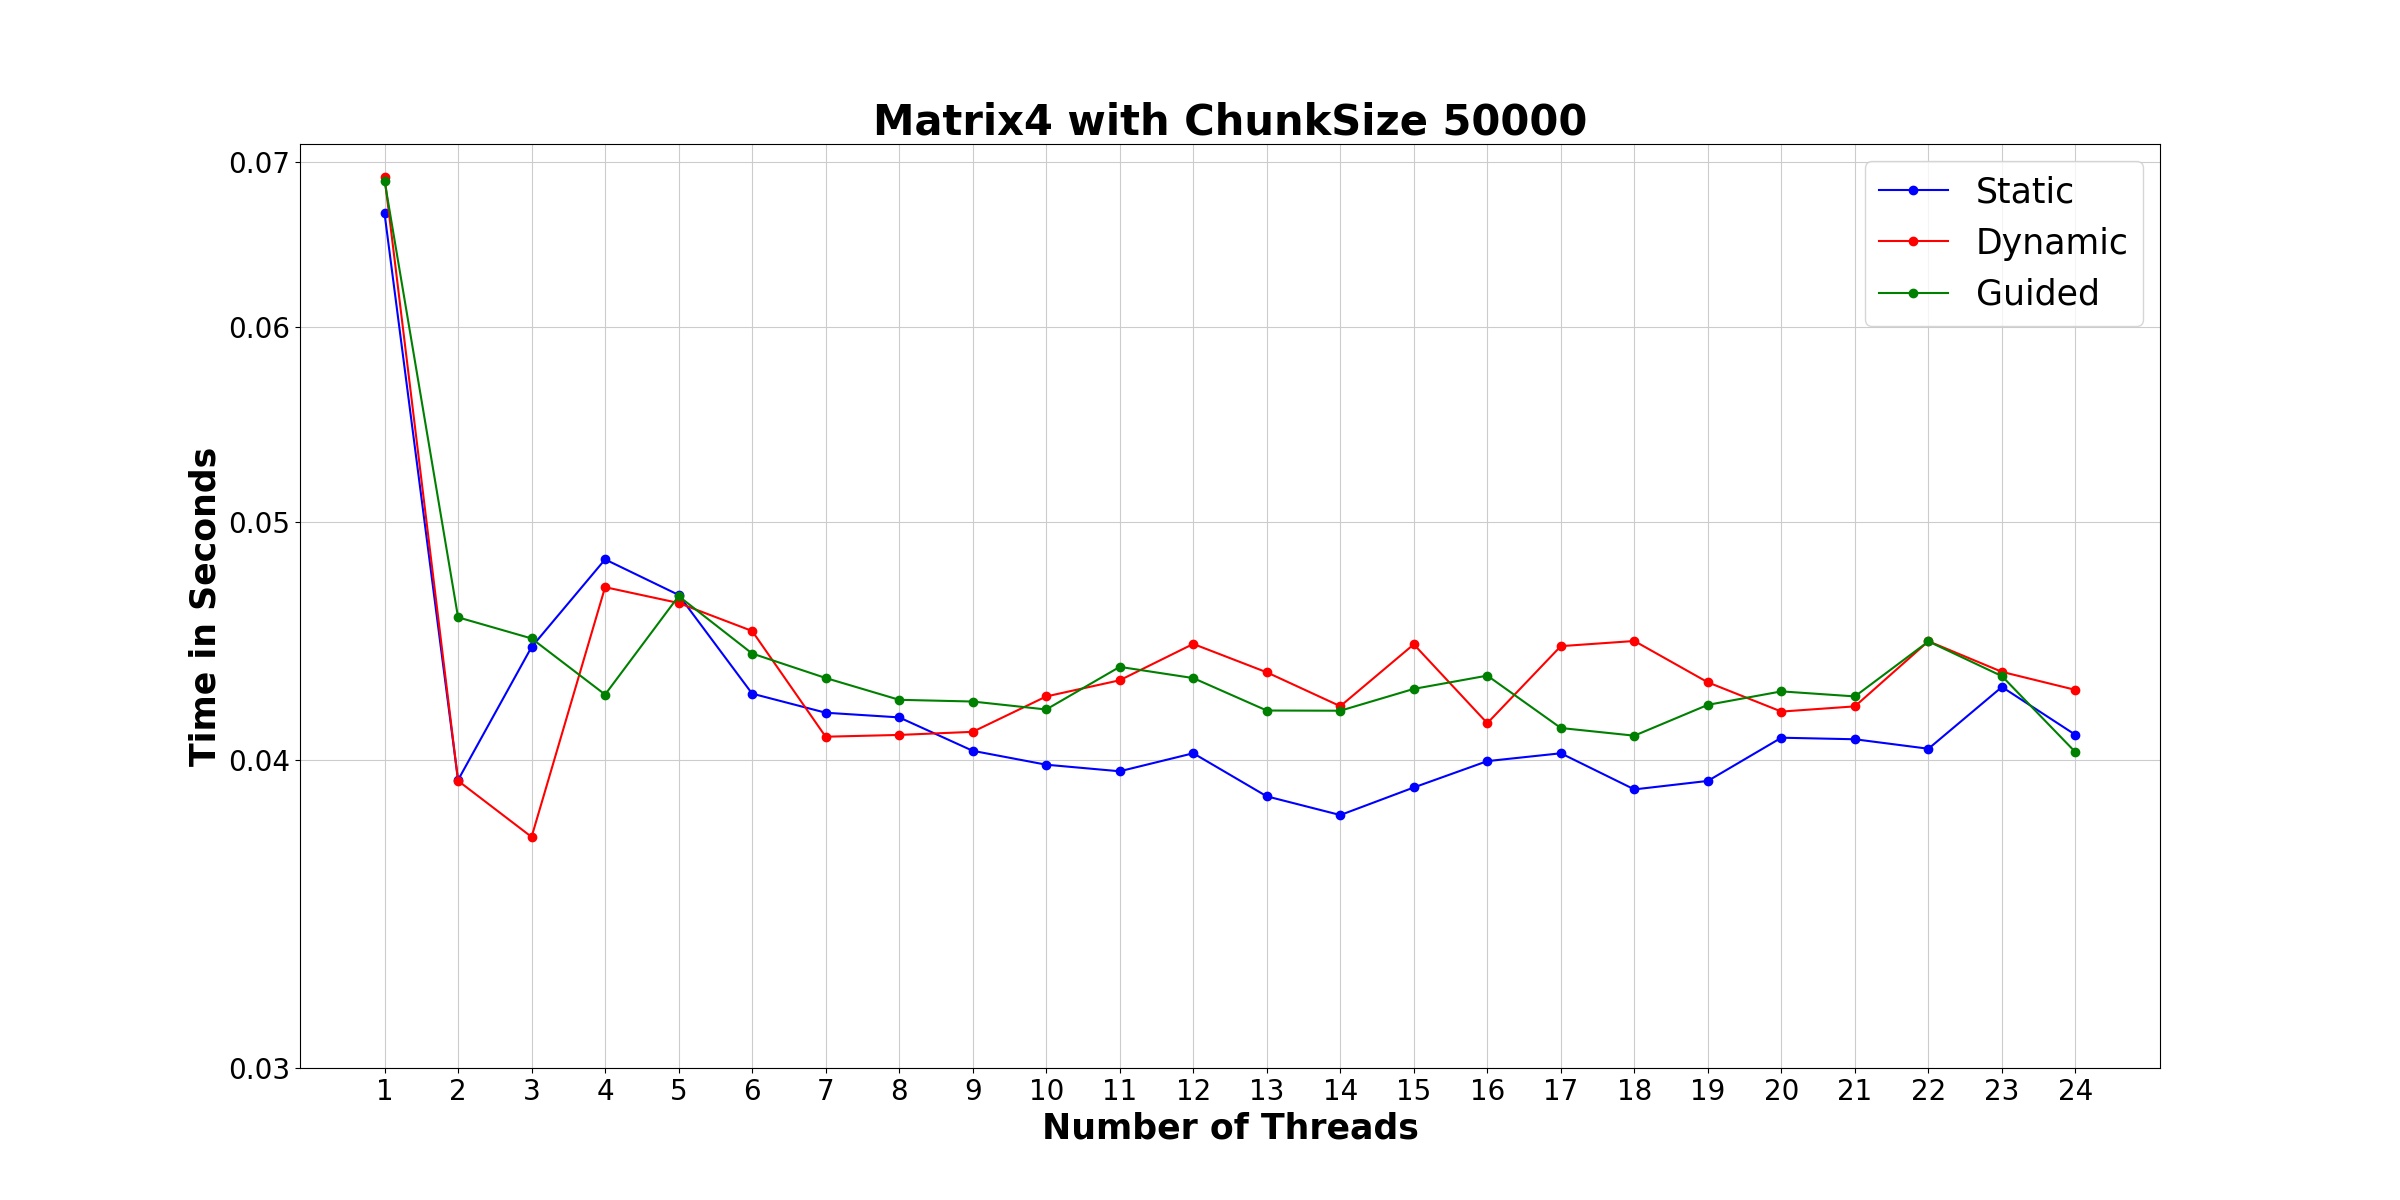 Matrix4 with ChunkSize 50000
0.07
0.06
0.05
0.04
0.03
Time in Seconds
Static
Dynamic
Guided
1 2 3 4 5 6 7 8 9 10 11 12 13 14 15 16 17 18 19 20 21 22 23 24
Number of Threads